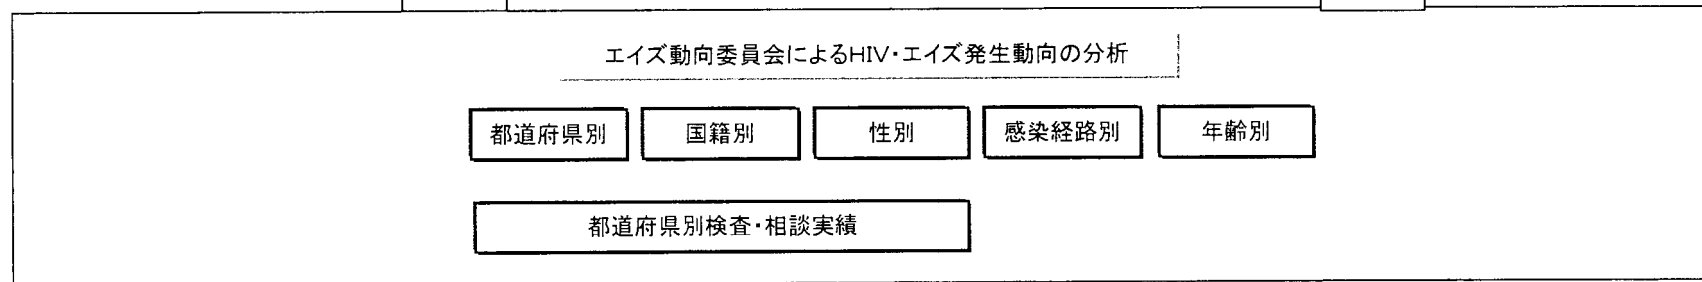 エイズ動向委員会によるHIV・エイズ発生動向の分析
都道府県別 国籍別 性別 感染経路別 年齢別
都道府県別検査・相談実績